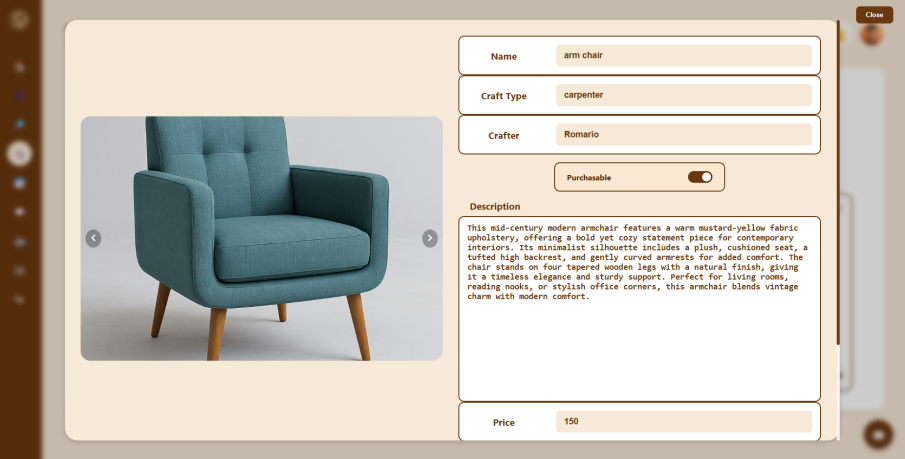 Close
Name
arm chair
Craft Type
carpenter
Crafter
Romario
Purchasable
Description
This mid-century modern armchair features a warm mustard-yellow fabric
upholstery, offering a bold yet cozy statement piece for contemporary
interiors. Its minimalist silhouette includes a plush, cushioned seat, a
tufted high backrest, and gently curved armrests for added comfort. The
chair stands on four tapered wooden legs with a natural finish, giving
it a timeless elegance and sturdy support. Perfect for living rooms,
reading nooks, or stylish office corners, this armchair blends vintage
charm with modern comfort.
Price
150